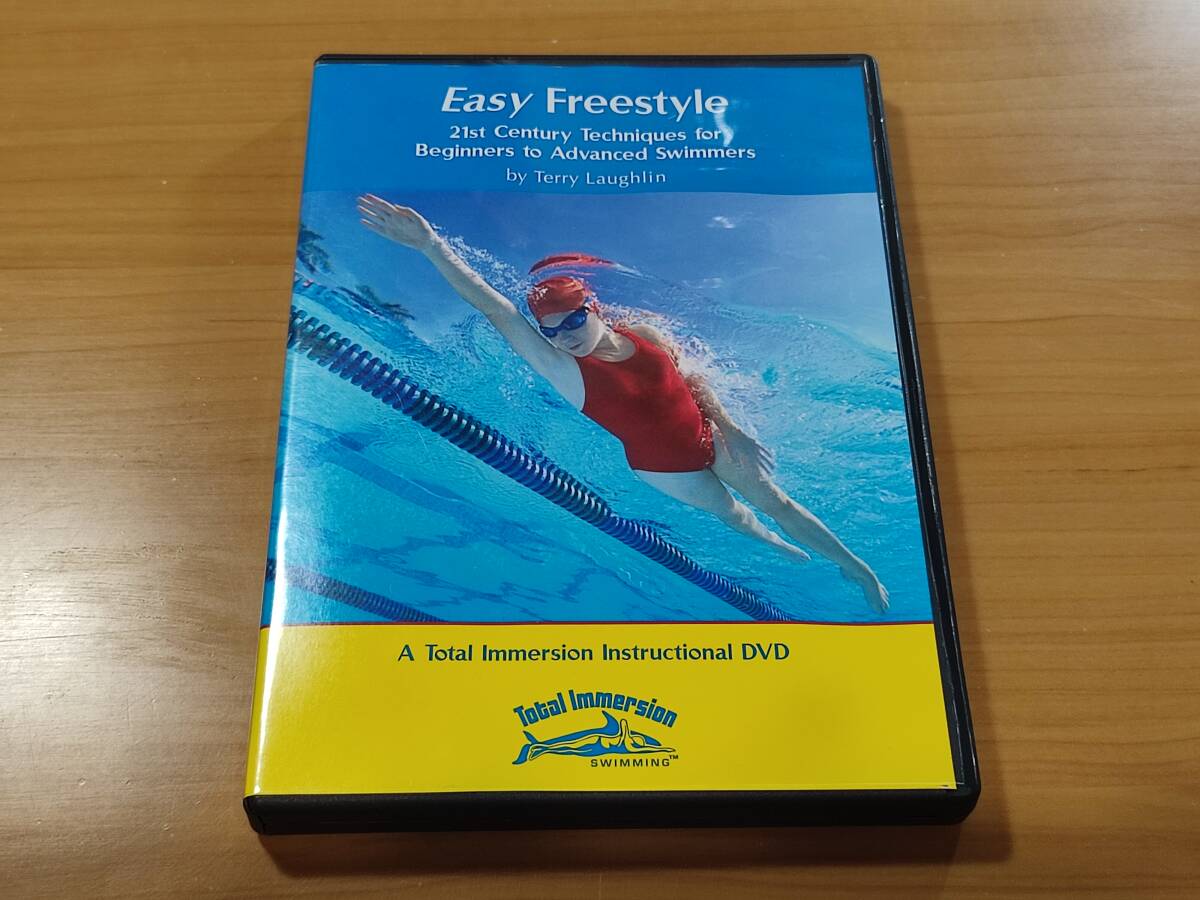 Easy Freestyle
21st Century Techniques for
Beginners to Advanced Swimmers
by Terry Laughlin
A Total Immersion Instructional DVD
Total Immersion
SWIMMING™